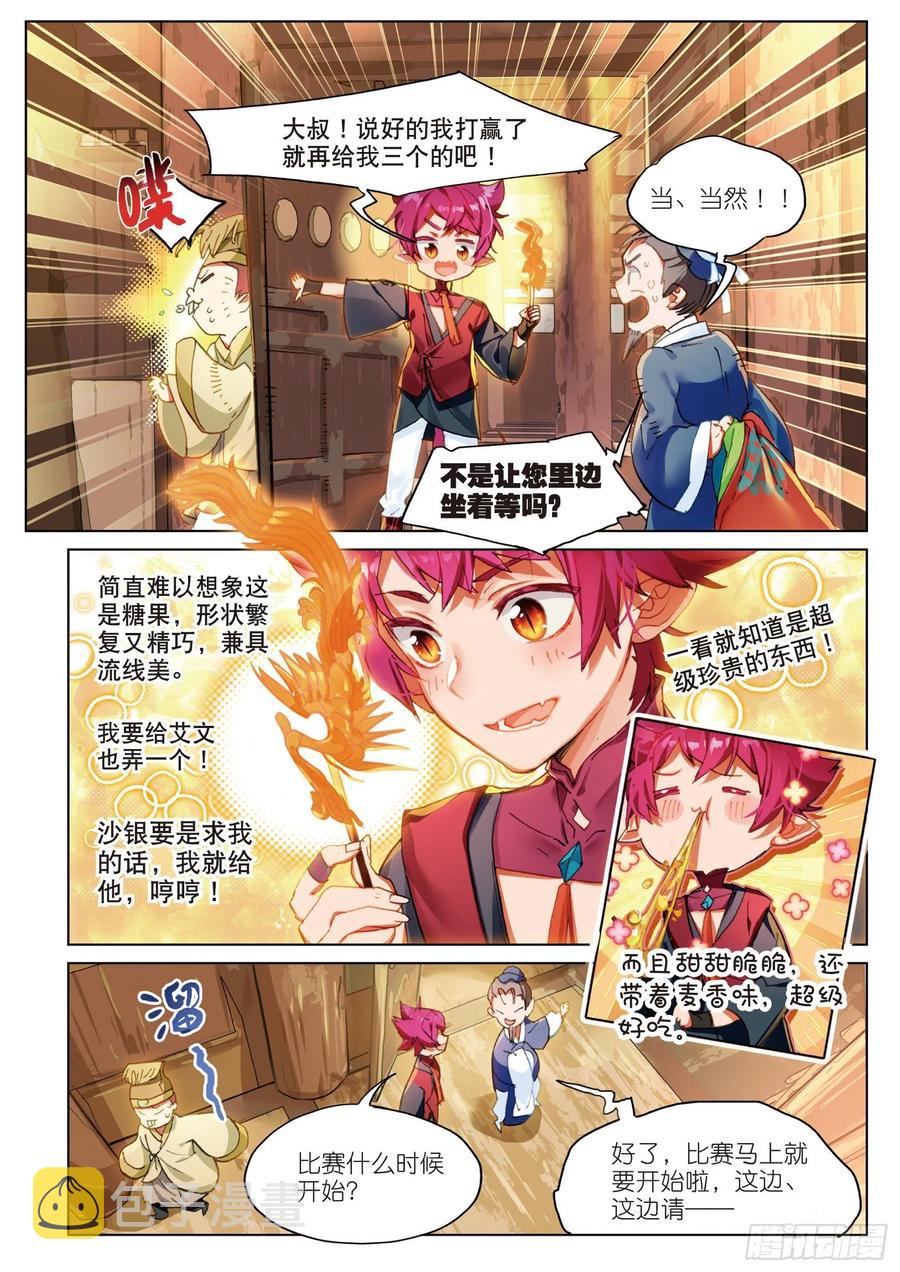 大叔！说好的我打赢了
就再给我三个的吧！
噗
当、当然！！
不是让您里边
坐着等吗？
简直难以想象这
是糖果，形状繁
复又精巧，兼具
流线美。
一看就知道是超
级珍贵的东西！
我要给艾文
也弄一个！
沙银要是求我
的话，我就给
他，哼哼！
而且甜甜脆脆，还
带着麦香味，超级
好吃。
溜
比赛什么时候
开始？
好了，比赛马上就
要开始啦，这边、
这边请——
包子漫畫
腾讯动漫